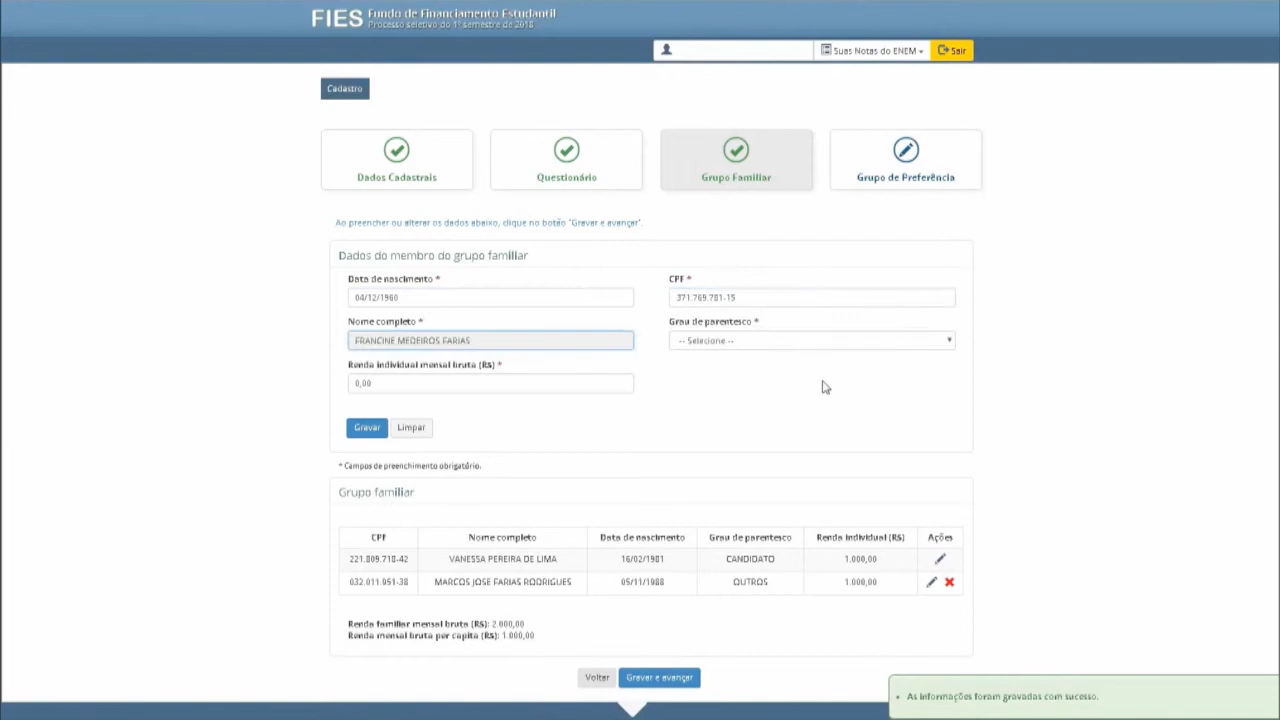 FIES Fundo de Financiamento Estudantil
Processo seletivo do 1º semestre de 2018
Suas Notas do ENEM
Sair
Cadastro
Dados Cadastrais
Questionário
Grupo Familiar
Grupo de Preferência
Ao preencher ou alterar os dados abaixo, clique no botão "Gravar e avançar".
Dados do membro do grupo familiar
Data de nascimento * CPF *
04/12/1960 371.769.781-15
Nome completo * Grau de parentesco *
FRANCINE MEDEIROS FARIAS -- Selecione --
Renda individual mensal bruta (R$) *
0,00
Gravar Limpar
* Campos de preenchimento obrigatório.
Grupo familiar
CPF Nome completo Data de nascimento Grau de parentesco Renda individual (R$) Ações
221.809.718-42 VANESSA PEREIRA DE LIMA 16/02/1981 CANDIDATO 1.000,00
032.011.951-38 MARCOS JOSE FARIAS RODRIGUES 05/11/1988 OUTROS 1.000,00
Renda familiar mensal bruta (R$): 2.000,00
Renda mensal bruta per capita (R$): 1.000,00
Voltar Gravar e avançar
As informações foram gravadas com sucesso.